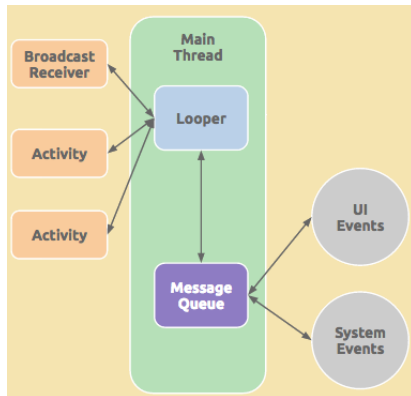 Main
Thread
Broadcast
Receiver
Looper
Activity
Activity
UI
Events
Message
Queue
System
Events